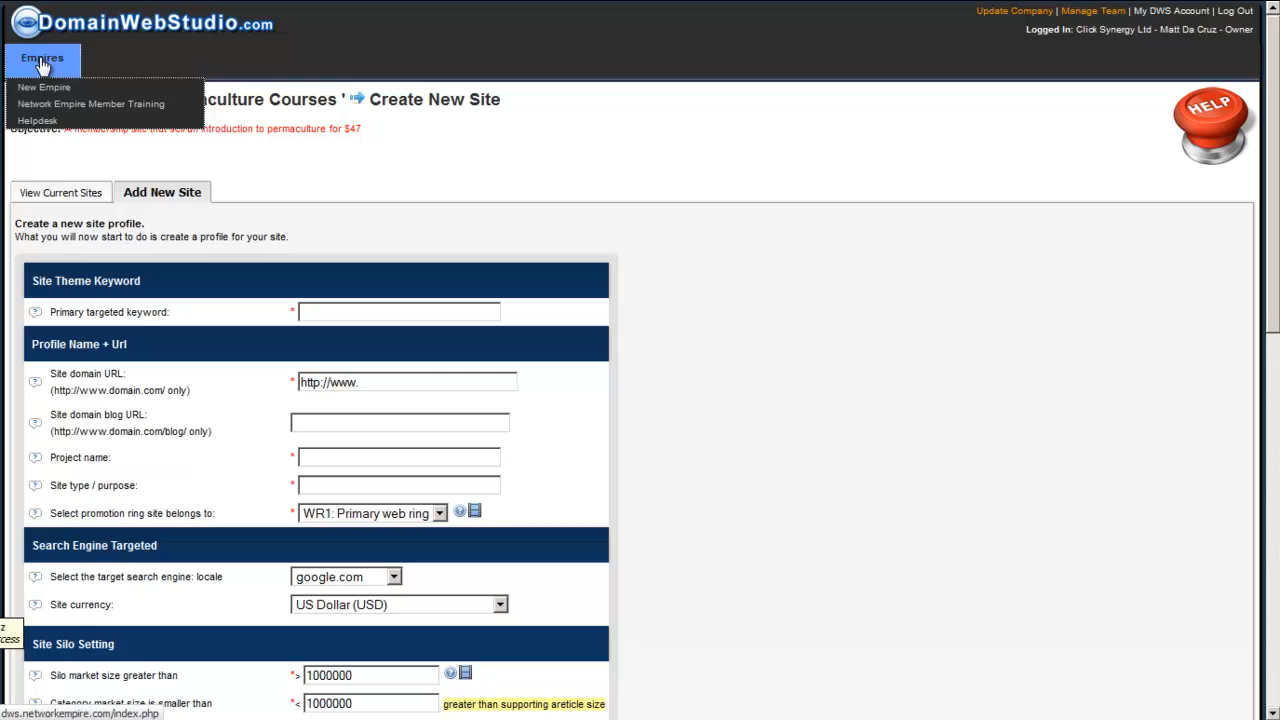 DomainWebStudio.com
Update Company | Manage Team | My DWS Account | Log Out
Logged In: Click Synergy Ltd - Matt Da Cruz - Owner
Empires
New Empire
Network Empire Member Training
Helpdesk
Courses ' Create New Site
A membership site that sell an introduction to permaculture for $47
View Current Sites
Add New Site
Create a new site profile.
What you will now start to do is create a profile for your site.
Site Theme Keyword
Primary targeted keyword: *
Profile Name + Url
Site domain URL:
(http://www.domain.com/ only) * http://www.
Site domain blog URL:
(http://www.domain.com/blog/ only)
Project name: *
Site type / purpose: *
Select promotion ring site belongs to: * WR1: Primary web ring
Search Engine Targeted
Select the target search engine: locale google.com
Site currency: US Dollar (USD)
Site Silo Setting
Silo market size greater than *> 1000000
Category market size is smaller than *< 1000000 greater than supporting areticle size
dws.networkempire.com/index.php